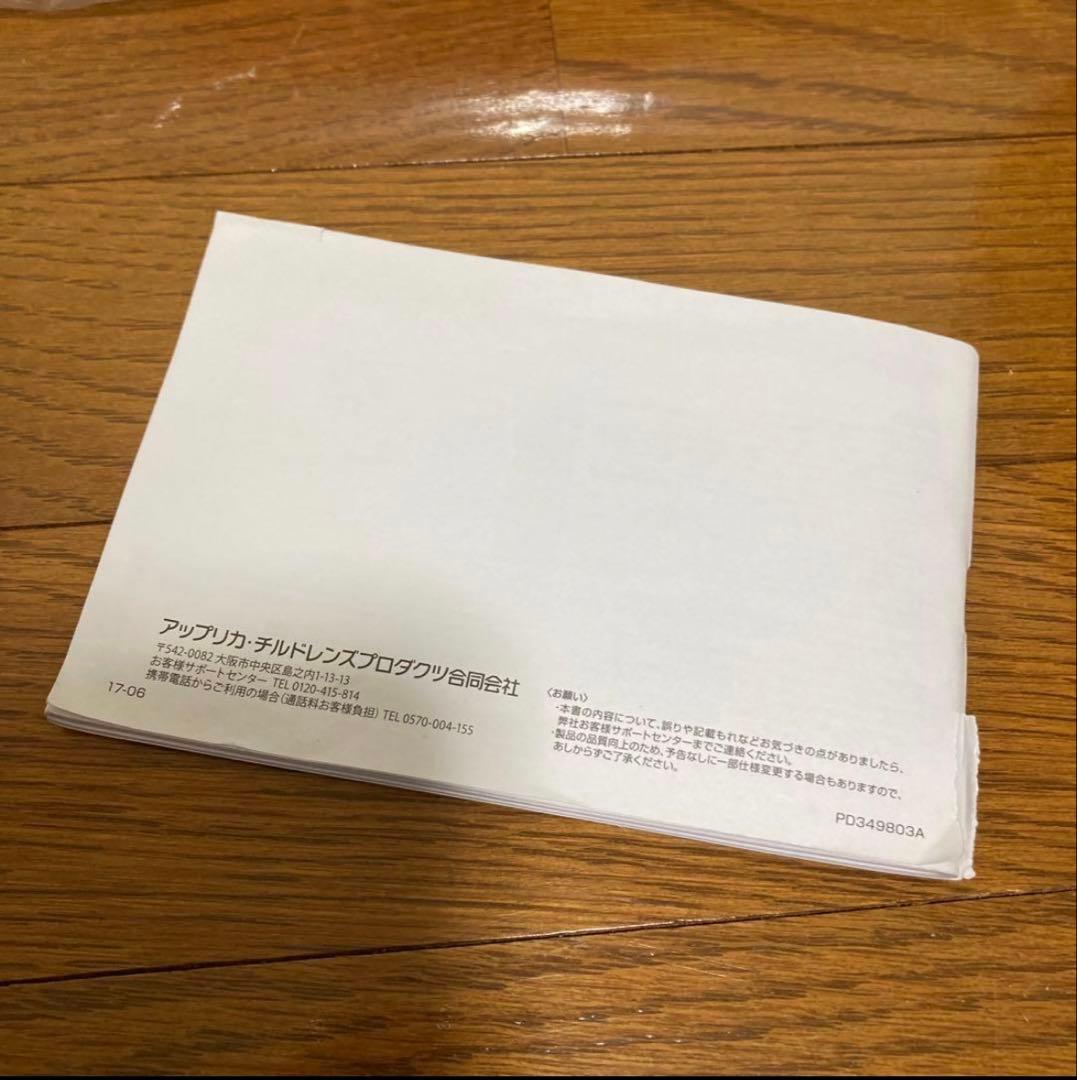 アップリカ・チルドレンズプロダクツ合同会社
〒542-0082 大阪市中央区島之内1-13-13
お客様サポートセンター TEL 0120-415-814
携帯電話からご利用の場合（通話料お客様負担）TEL 0570-004-155
17-06
〈お願い〉
・本書の内容について、誤りや記載もれなどお気づきの点がありましたら、
弊社お客様サポートセンターまでご連絡ください。
・製品の品質向上のため、予告なしに一部仕様変更する場合もありますので、
あしからずご了承ください。
PD349803A